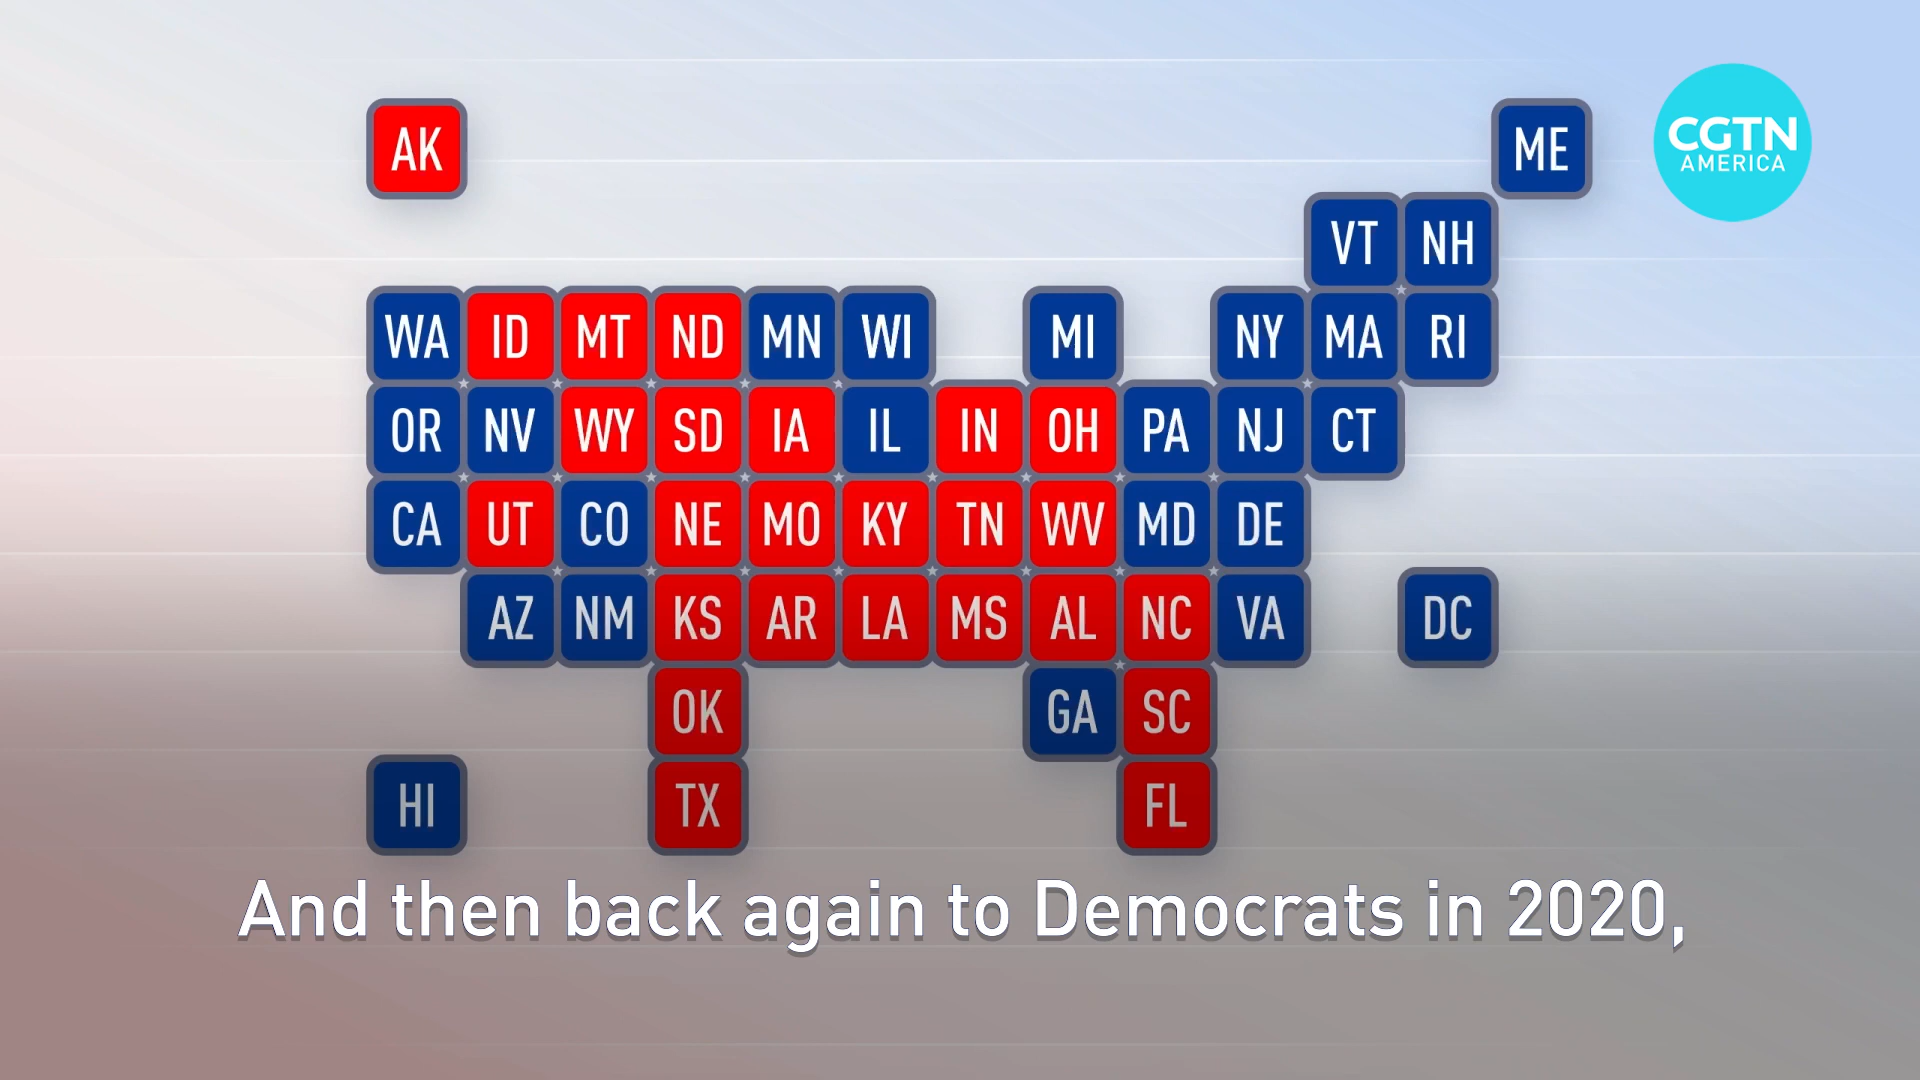 AK
ME
CGTN
AMERICA
VT NH
WA ID MT ND MN WI MI NY MA RI
OR NV WY SD IA IL IN OH PA NJ CT
CA UT CO NE MO KY TN WV MD DE
AZ NM KS AR LA MS AL NC VA DC
OK GA SC
HI TX FL
And then back again to Democrats in 2020,